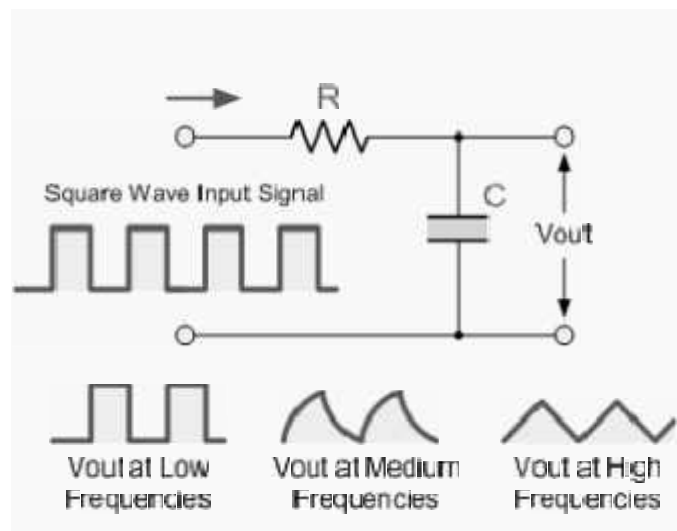 R
Square Wave Input Signal
C
Vout
Vout at Low
Frequencies
Vout at Medium
Frequencies
Vout at High
Frequencies